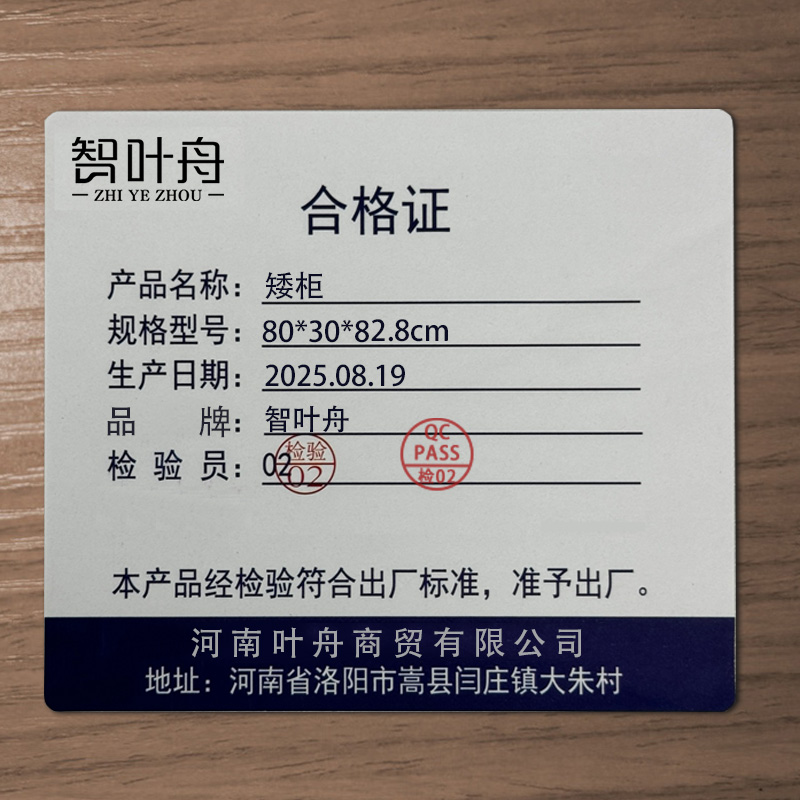 智叶舟
ZHI YE ZHOU
合格证
产品名称：矮柜
规格型号：80*30*82.8cm
生产日期：2025.08.19
品 牌：智叶舟
检 验 员：02
检验
02
QC
PASS
检02
本产品经检验符合出厂标准，准予出厂。
河南叶舟商贸有限公司
地址：河南省洛阳市嵩县闫庄镇大朱村